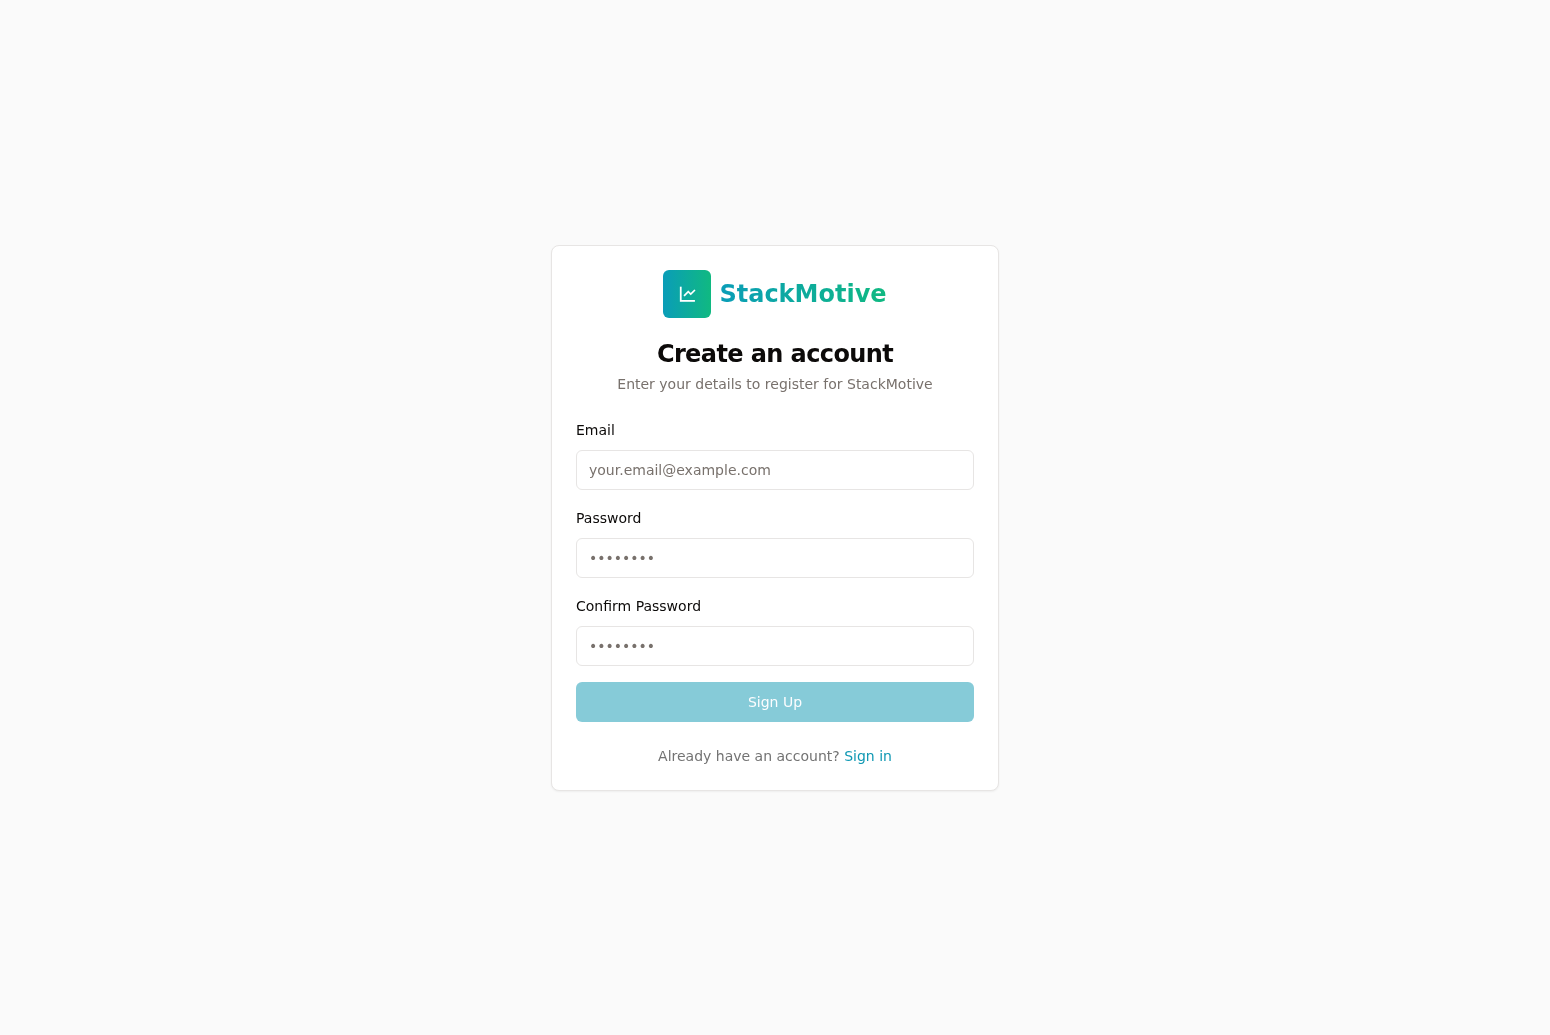 StackMotive
Create an account
Enter your details to register for StackMotive
Email
your.email@example.com
Password
••••••••
Confirm Password
••••••••
Sign Up
Already have an account? Sign in